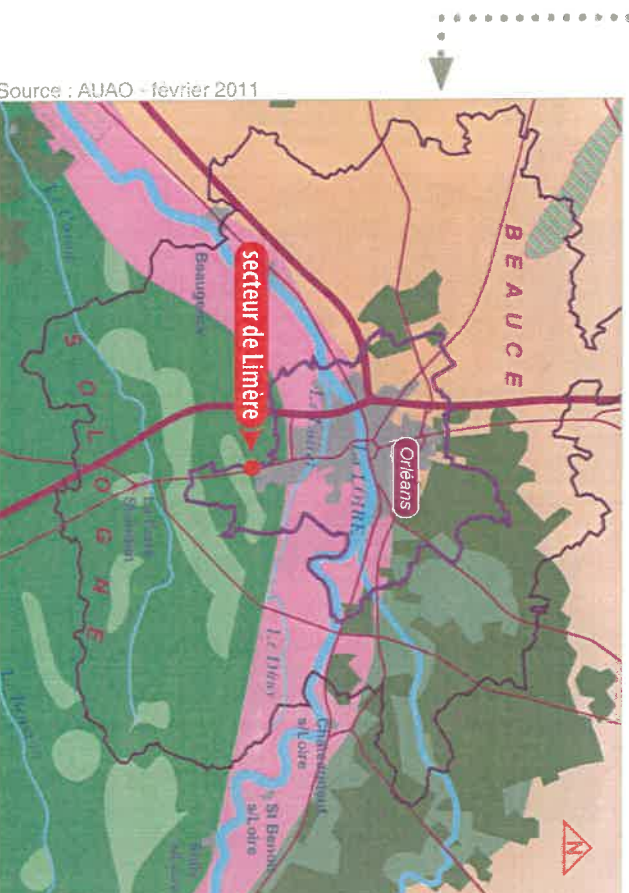 Source : AUAO - février 2011
BEAUCE
Orléans
secteur de Limère
Beaugency
Le Loiret
La LOIRE
SOLOGNE
Le Dhuy
Châteauneuf
s/Loire
St Benoît
s/Loire
N